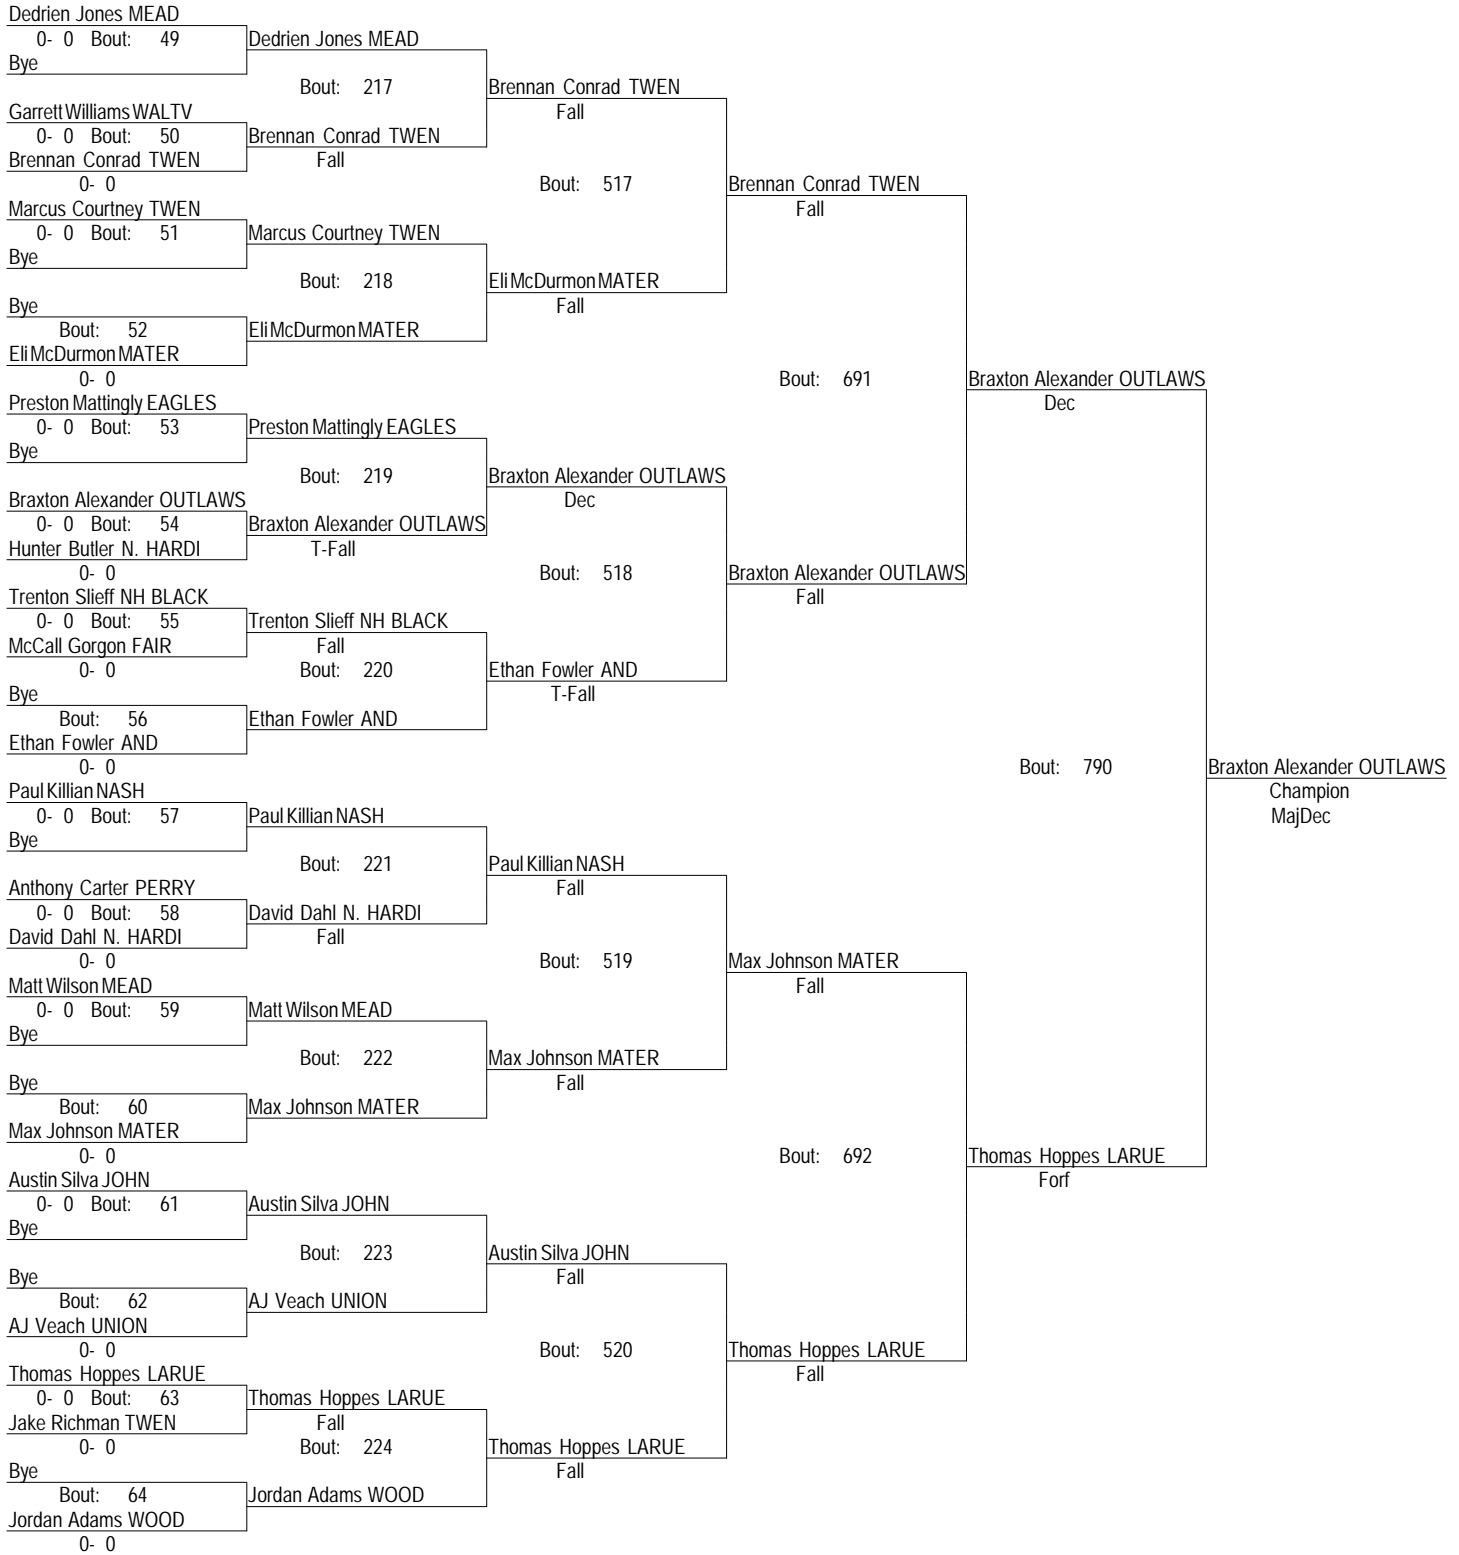 Dedrien Jones MEAD
0- 0 Bout: 49 Dedrien Jones MEAD
Bye
Bout: 217 Brennan Conrad TWEN
Garrett Williams WALTV Fall
0- 0 Bout: 50 Brennan Conrad TWEN
Brennan Conrad TWEN Fall
0- 0 Bout: 517 Brennan Conrad TWEN
Marcus Courtney TWEN Fall
0- 0 Bout: 51 Marcus Courtney TWEN
Bye
Bout: 218 Eli McDurmon MATER
Bye Fall
Bout: 52 Eli McDurmon MATER
Eli McDurmon MATER
0- 0 Bout: 691 Braxton Alexander OUTLAWS
Preston Mattingly EAGLES Dec
0- 0 Bout: 53 Preston Mattingly EAGLES
Bye
Bout: 219 Braxton Alexander OUTLAWS
Braxton Alexander OUTLAWS Dec
0- 0 Bout: 54 Braxton Alexander OUTLAWS
Hunter Butler N. HARDI T-Fall
0- 0 Bout: 518 Braxton Alexander OUTLAWS
Trenton Slieff NH BLACK Fall
0- 0 Bout: 55 Trenton Slieff NH BLACK
McCall Gorgon FAIR Fall
0- 0 Bout: 220 Ethan Fowler AND
Bye T-Fall
Bout: 56 Ethan Fowler AND
Ethan Fowler AND
0- 0 Bout: 790 Braxton Alexander OUTLAWS
Paul Killian NASH Champion
0- 0 Bout: 57 Paul Killian NASH MajDec
Bye
Bout: 221 Paul Killian NASH
Anthony Carter PERRY Fall
0- 0 Bout: 58 David Dahl N. HARDI
David Dahl N. HARDI Fall
0- 0 Bout: 519 Max Johnson MATER
Matt Wilson MEAD Fall
0- 0 Bout: 59 Matt Wilson MEAD
Bye
Bout: 222 Max Johnson MATER
Bye Fall
Bout: 60 Max Johnson MATER
Max Johnson MATER
0- 0 Bout: 692 Thomas Hoppes LARUE
Austin Silva JOHN Forf
0- 0 Bout: 61 Austin Silva JOHN
Bye
Bout: 223 Austin Silva JOHN
Bye Fall
Bout: 62 AJ Veach UNION
AJ Veach UNION
0- 0 Bout: 520 Thomas Hoppes LARUE
Thomas Hoppes LARUE Fall
0- 0 Bout: 63 Thomas Hoppes LARUE
Jake Richman TWEN Fall
0- 0 Bout: 224 Thomas Hoppes LARUE
Bye Fall
Bout: 64 Jordan Adams WOOD
Jordan Adams WOOD
0- 0